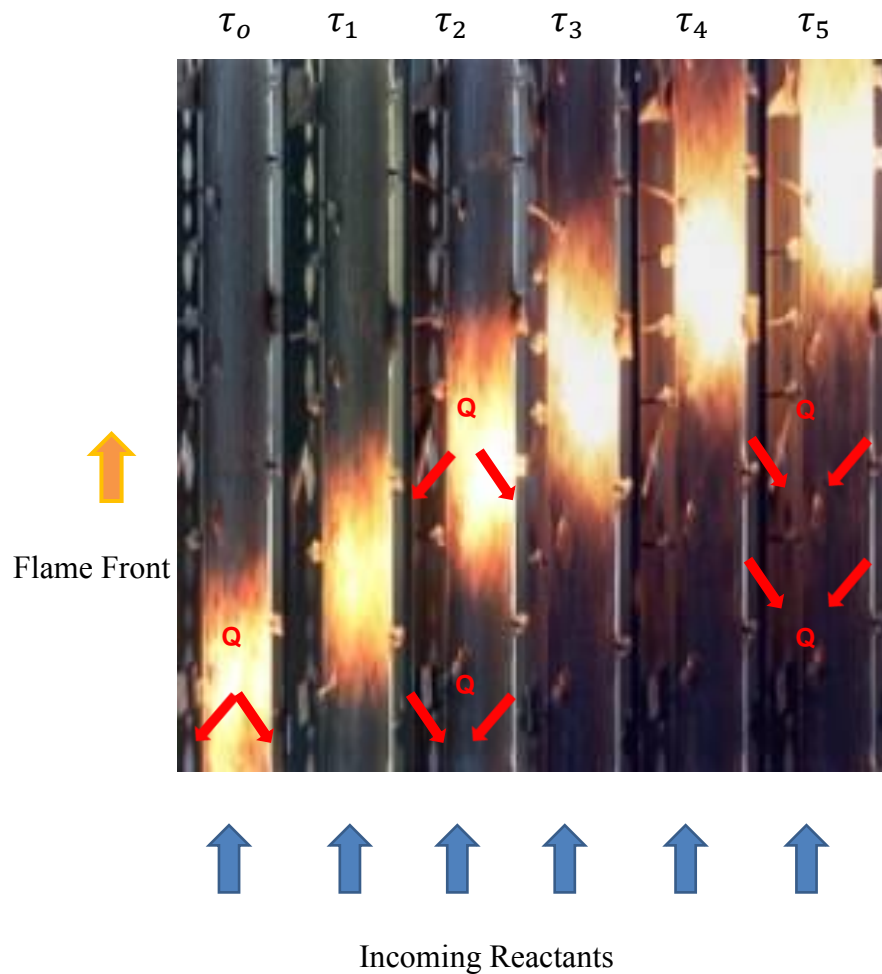 τₒ τ₁ τ₂ τ₃ τ₄ τ₅
Q Q
Flame Front
Q Q
Q
Incoming Reactants